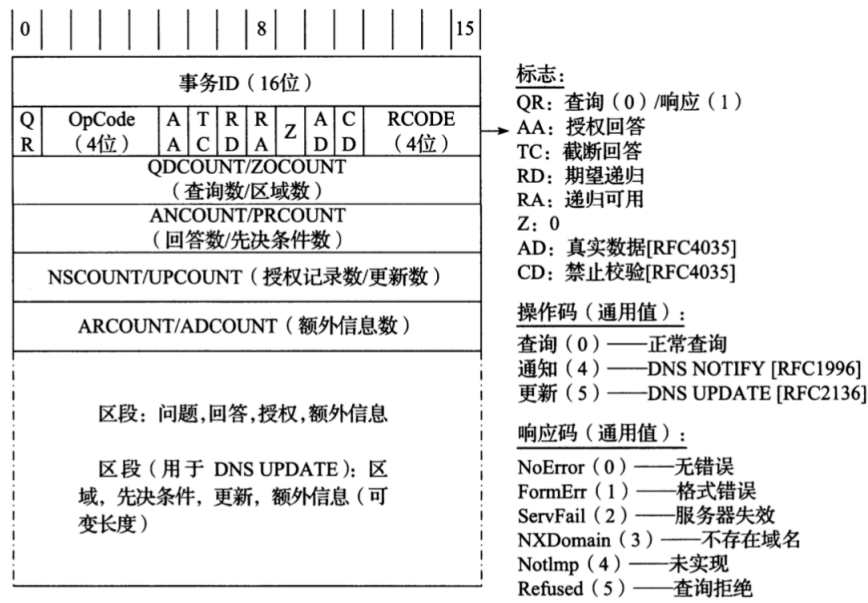 0 8 15
事务ID（16位）
QR OpCode（4位） AA TC RD RA Z AD CD RCODE（4位）
QDCOUNT/ZOCOUNT
（查询数/区域数）
ANCOUNT/PRCOUNT
（回答数/先决条件数）
NSCOUNT/UPCOUNT（授权记录数/更新数）
ARCOUNT/ADCOUNT（额外信息数）
区段：问题,回答,授权,额外信息
区段（用于 DNS UPDATE）：区
域，先决条件，更新，额外信息（可
变长度）
标志：
QR：查询（0）/响应（1）
AA：授权回答
TC：截断回答
RD：期望递归
RA：递归可用
Z：0
AD：真实数据[RFC4035]
CD：禁止校验[RFC4035]
操作码（通用值）：
查询（0）——正常查询
通知（4）——DNS NOTIFY [RFC1996]
更新（5）——DNS UPDATE [RFC2136]
响应码（通用值）：
NoError（0）——无错误
FormErr（1）——格式错误
ServFail（2）——服务器失效
NXDomain（3）——不存在域名
NotImp（4）——未实现
Refused（5）——查询拒绝